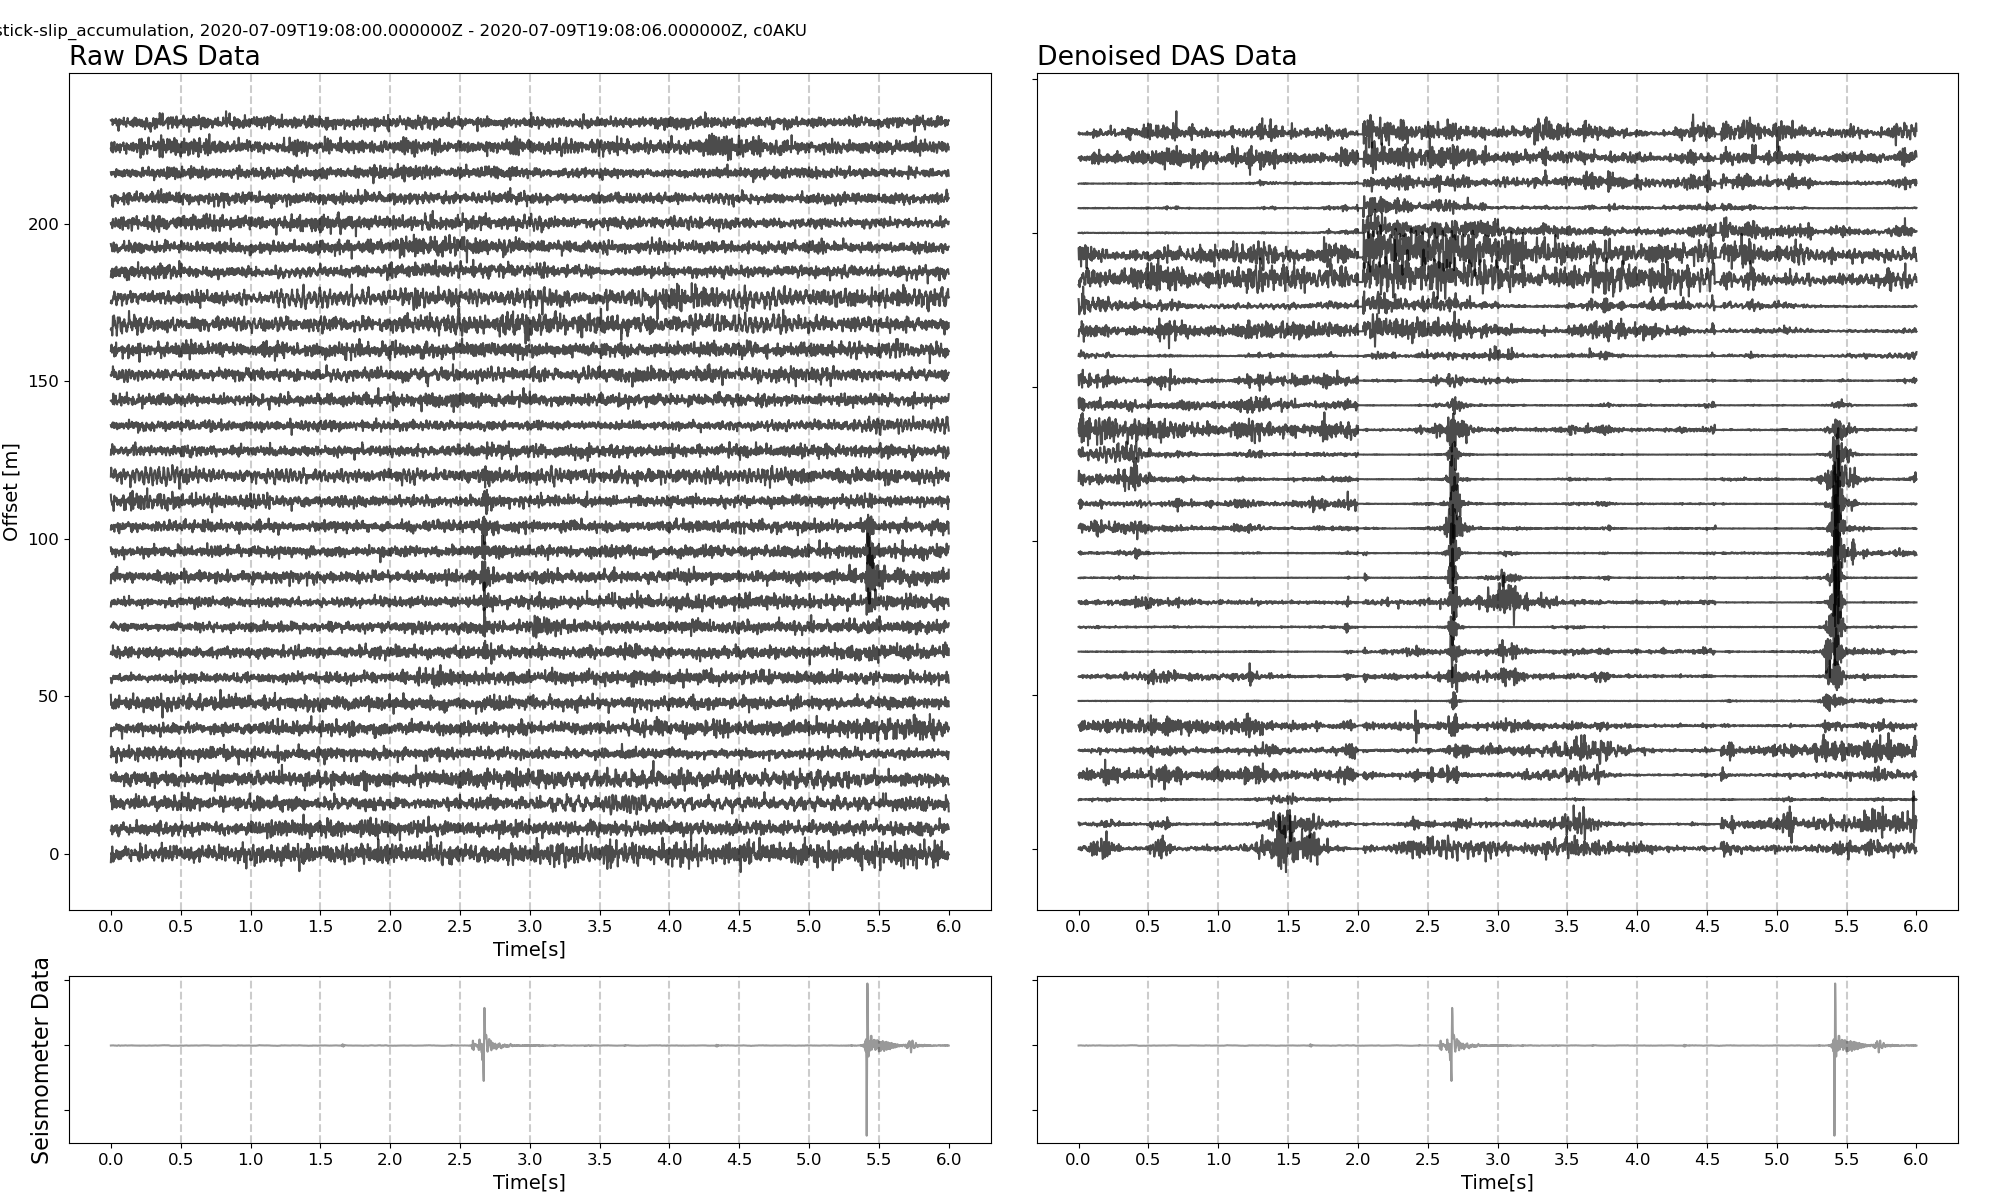 stick-slip_accumulation, 2020-07-09T19:08:00.000000Z - 2020-07-09T19:08:06.000000Z, c0AKU
Raw DAS Data
Denoised DAS Data
Offset [m]
200
150
100
50
0
0.0 0.5 1.0 1.5 2.0 2.5 3.0 3.5 4.0 4.5 5.0 5.5 6.0
Time[s]
0.0 0.5 1.0 1.5 2.0 2.5 3.0 3.5 4.0 4.5 5.0 5.5 6.0
Seismometer Data
0.0 0.5 1.0 1.5 2.0 2.5 3.0 3.5 4.0 4.5 5.0 5.5 6.0
Time[s]
0.0 0.5 1.0 1.5 2.0 2.5 3.0 3.5 4.0 4.5 5.0 5.5 6.0
Time[s]